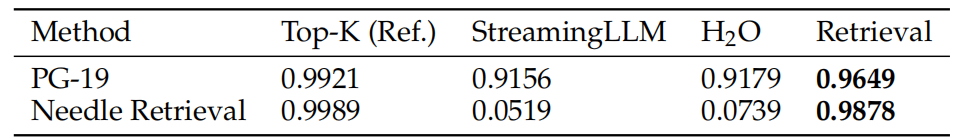 Method Top-K (Ref.) StreamingLLM H₂O Retrieval
PG-19 0.9921 0.9156 0.9179 0.9649
Needle Retrieval 0.9989 0.0519 0.0739 0.9878